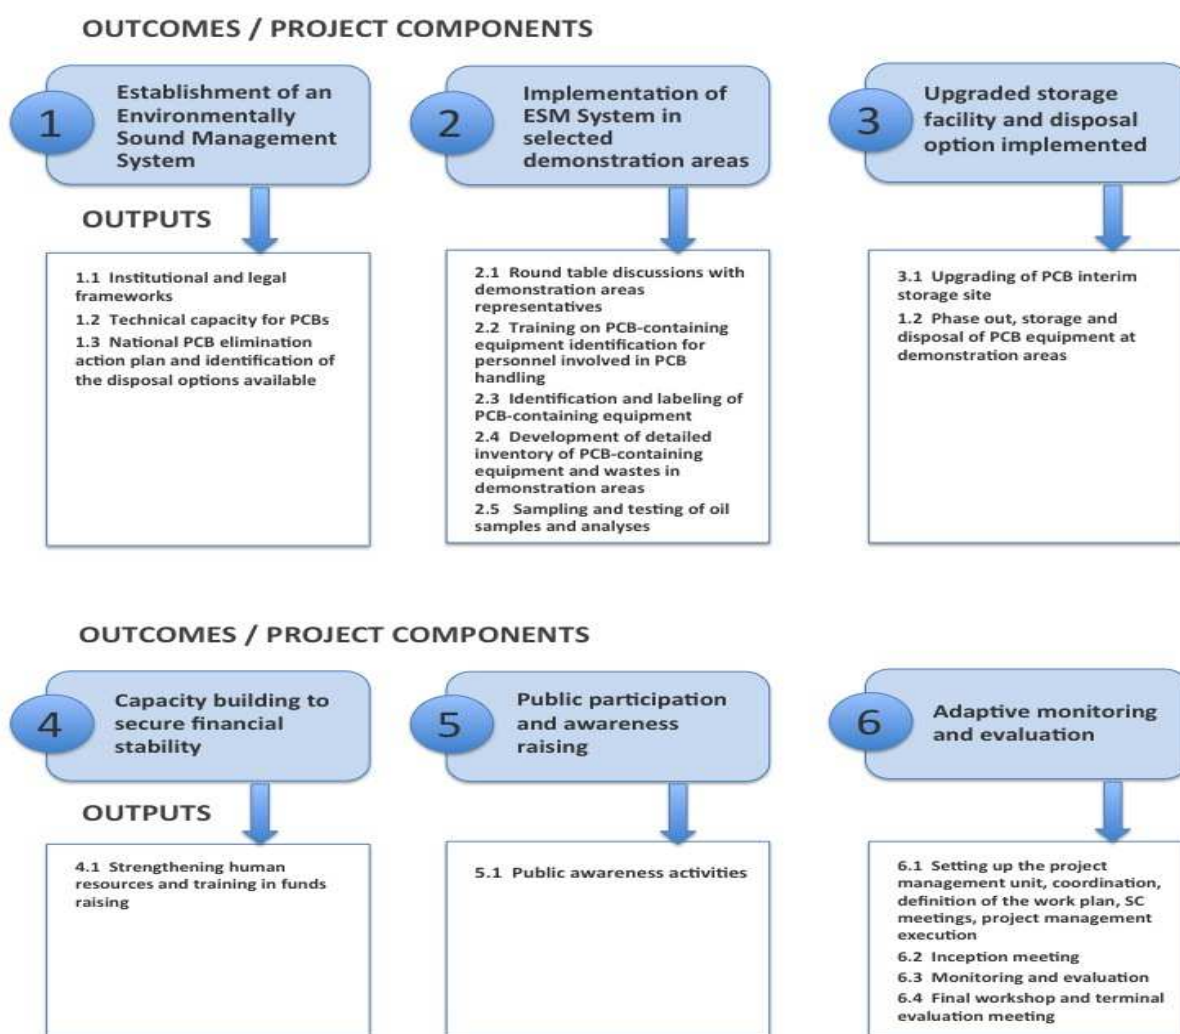 OUTCOMES / PROJECT COMPONENTS
1
Establishment of an
Environmentally
Sound Management
System
2
Implementation of
ESM System in
selected
demonstration areas
3
Upgraded storage
facility and disposal
option implemented
OUTPUTS
1.1 Institutional and legal
frameworks
1.2 Technical capacity for PCBs
1.3 National PCB elimination
action plan and identification of
the disposal options available
2.1 Round table discussions with
demonstration areas
representatives
2.2 Training on PCB-containing
equipment identification for
personnel involved in PCB
handling
2.3 Identification and labeling of
PCB-containing equipment
2.4 Development of detailed
inventory of PCB-containing
equipment and wastes in
demonstration areas
2.5 Sampling and testing of oil
samples and analyses
3.1 Upgrading of PCB interim
storage site
1.2 Phase out, storage and
disposal of PCB equipment at
demonstration areas
OUTCOMES / PROJECT COMPONENTS
4
Capacity building to
secure financial
stability
5
Public participation
and awareness
raising
6
Adaptive monitoring
and evaluation
OUTPUTS
4.1 Strengthening human
resources and training in funds
raising
5.1 Public awareness activities
6.1 Setting up the project
management unit, coordination,
definition of the work plan, SC
meetings, project management
execution
6.2 Inception meeting
6.3 Monitoring and evaluation
6.4 Final workshop and terminal
evaluation meeting